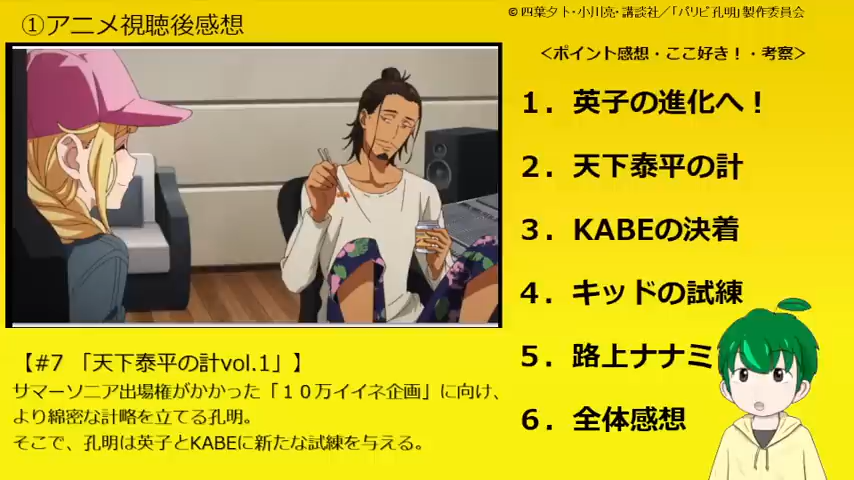 ①アニメ視聴後感想
© 四葉夕ト・小川亮・講談社／「パリピ孔明」製作委員会
＜ポイント感想・ここ好き！・考察＞
１．英子の進化へ！
２．天下泰平の計
３．KABEの決着
４．キッドの試練
５．路上ナナミ
６．全体感想
【#7 「天下泰平の計vol.1」】
サマーソニア出場権がかかった「１０万イイネ企画」に向け、
より綿密な計略を立てる孔明。
そこで、孔明は英子とKABEに新たな試練を与える。